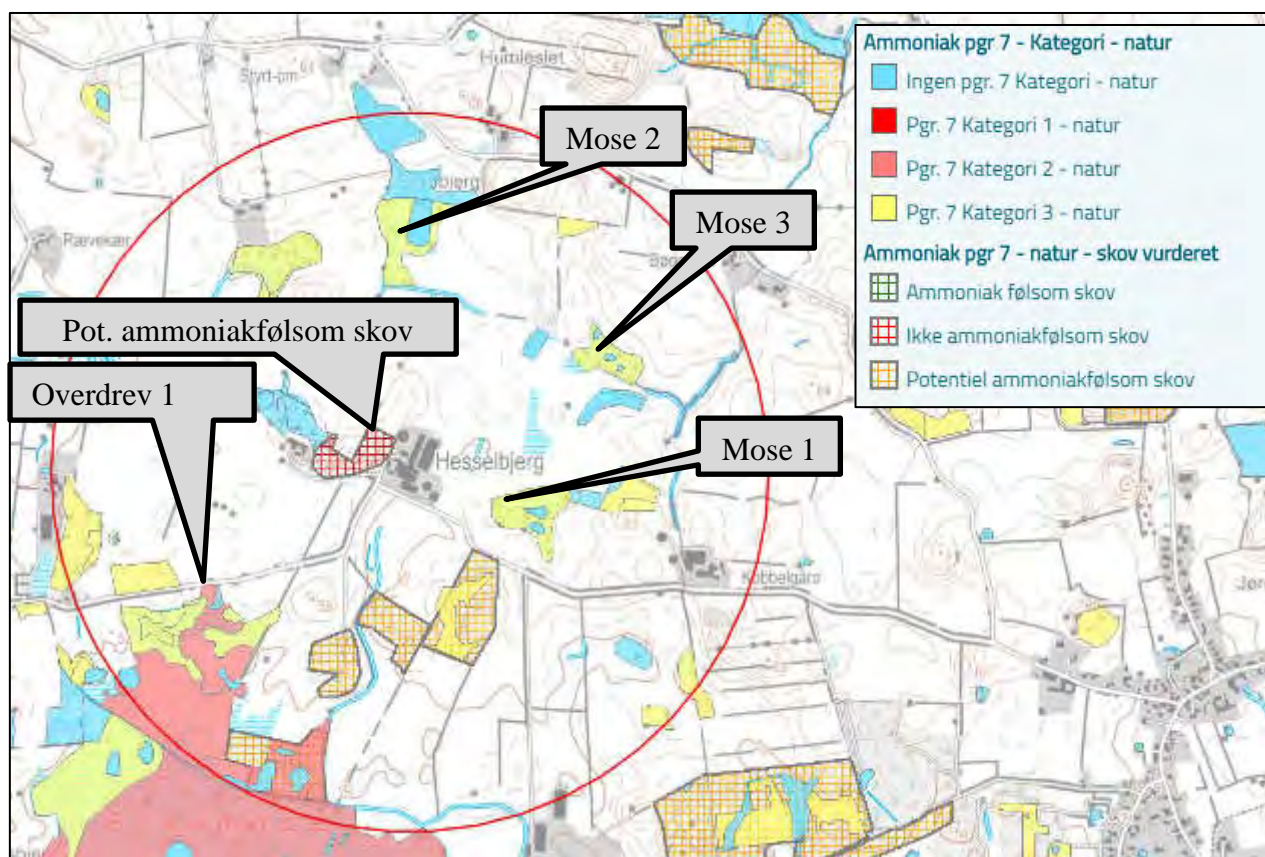 Ammoniak pgr 7 - Kategori - natur
Ingen pgr. 7 Kategori - natur
Pgr. 7 Kategori 1 - natur
Pgr. 7 Kategori 2 - natur
Pgr. 7 Kategori 3 - natur
Ammoniak pgr 7 - natur - skov vurderet
Ammoniak følsom skov
Ikke ammoniakfølsom skov
Potentiel ammoniakfølsom skov
Humleslet
Mose 2
Mose 3
Rævekær
Pot. ammoniakfølsom skov
Overdrev 1
Mose 1
Hesselbjerg
Kobbelgård